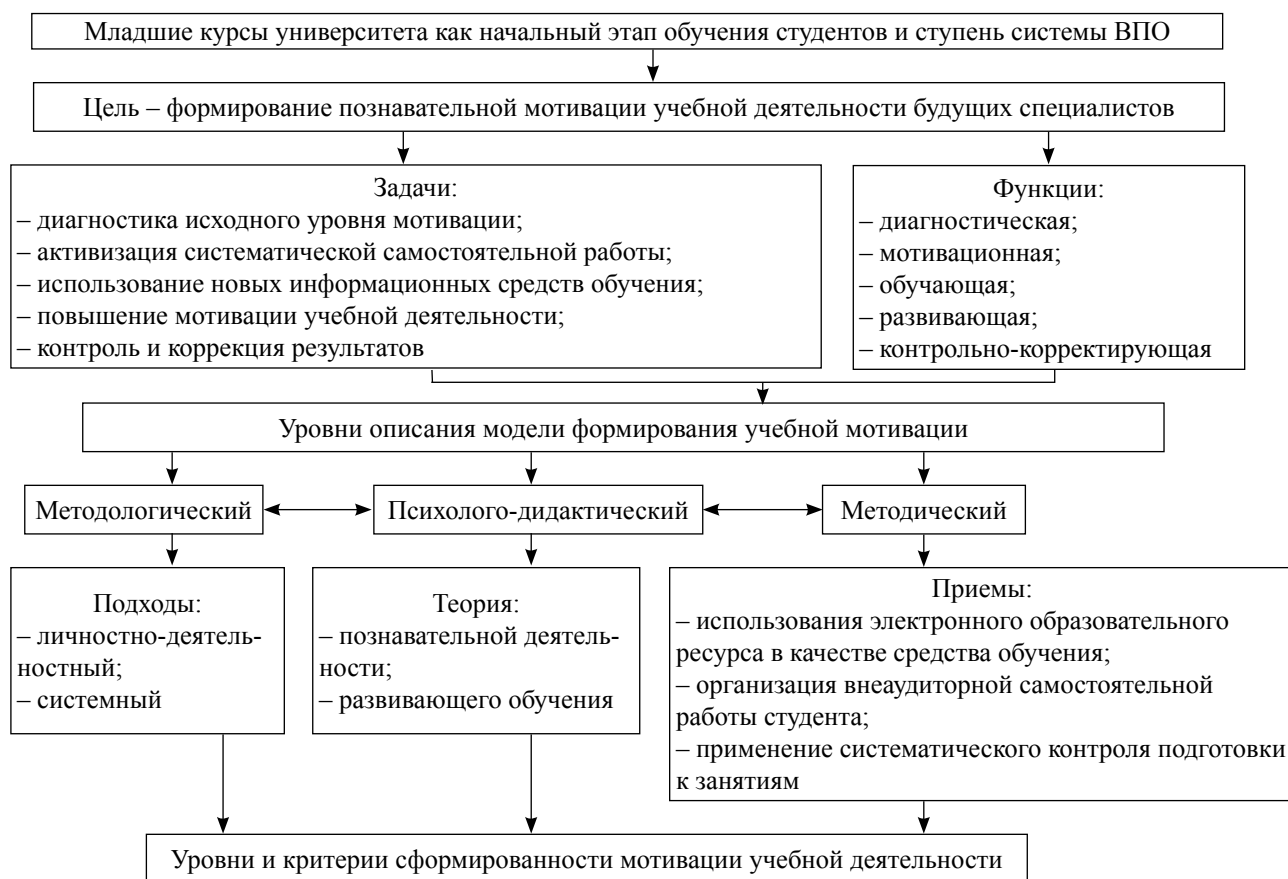 Младшие курсы университета как начальный этап обучения студентов и ступень системы ВПО
Цель – формирование познавательной мотивации учебной деятельности будущих специалистов
Задачи:
– диагностика исходного уровня мотивации;
– активизация систематической самостоятельной работы;
– использование новых информационных средств обучения;
– повышение мотивации учебной деятельности;
– контроль и коррекция результатов
Функции:
– диагностическая;
– мотивационная;
– обучающая;
– развивающая;
– контрольно-корректирующая
Уровни описания модели формирования учебной мотивации
Методологический
Психолого-дидактический
Методический
Подходы:
– личностно-деятель-
ностный;
– системный
Теория:
– познавательной деятель-
ности;
– развивающего обучения
Приемы:
– использования электронного образовательного
ресурса в качестве средства обучения;
– организация внеаудиторной самостоятельной
работы студента;
– применение систематического контроля подготовки
к занятиям
Уровни и критерии сформированности мотивации учебной деятельности